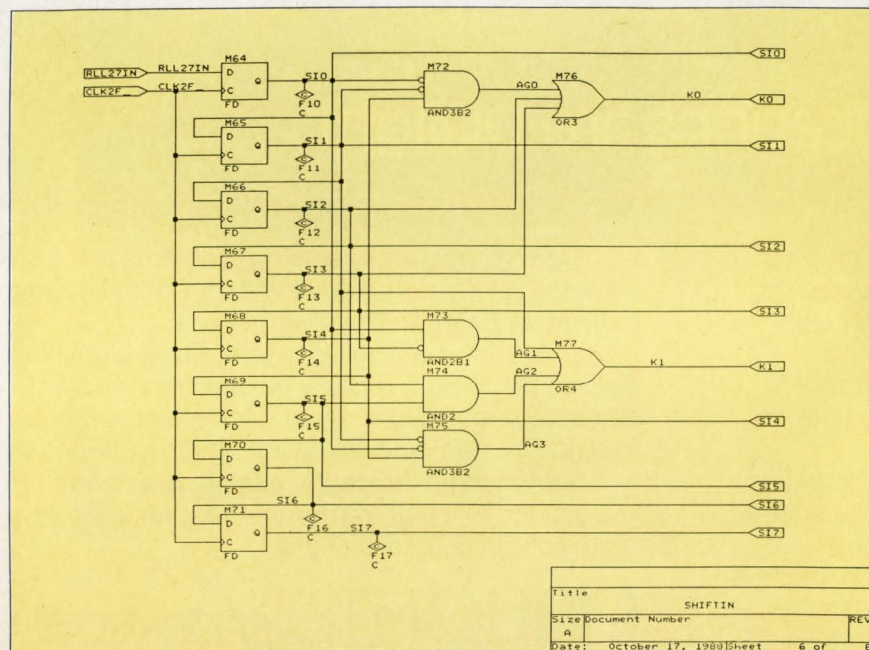 M64
M72
SI0
RLL27IN
RLL27IN
D
Q
SI0
M76
CLK2F_
CLK2F_
C
AG0
K0
K0
FD
C
F10
C
AND3B2
OR3
M65
D
Q
SI1
SI1
C
FD
C
F11
C
M66
D
Q
SI2
C
FD
C
F12
C
M67
SI2
D
Q
SI3
C
FD
C
F13
C
M68
M73
SI3
D
Q
SI4
M77
C
AG1
FD
C
F14
C
AND2B1
K1
K1
M69
M74
AG2
OR4
D
Q
SI5
C
AND2
FD
C
F15
C
M75
SI4
M70
D
Q
AG3
C
AND3B2
FD
SI5
M71
SI6
SI6
D
Q
C
F16
C
SI7
SI7
C
FD
C
F17
C
Title
SHIFTIN
Size
Document Number
REV
A
Date:
October 17, 1988
Sheet
6 of